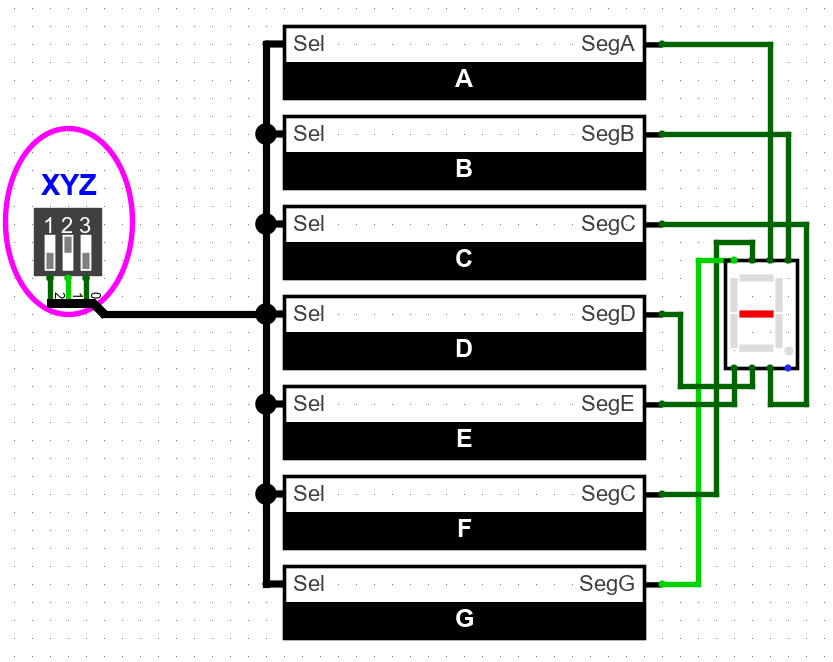 Sel SegA
A
Sel SegB
B
XYZ
1 2 3
2 1 0
Sel SegC
C
Sel SegD
D
Sel SegE
E
Sel SegC
F
Sel SegG
G